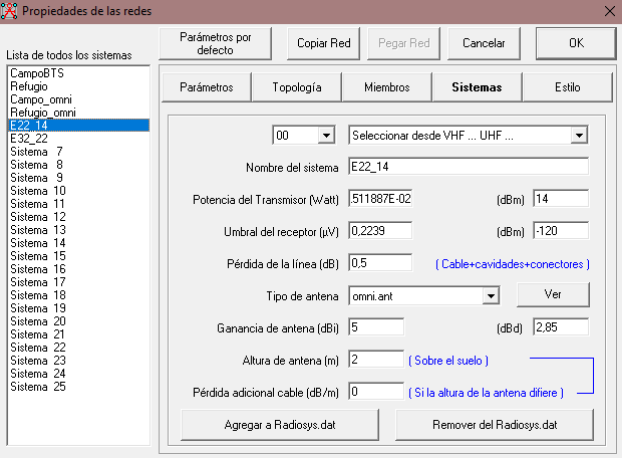 Propiedades de las redes
Parámetros por defecto
Copiar Red
Pegar Red
Cancelar
OK
Lista de todos los sistemas
CampoBTS
Refugio
Campo_omni
Refugio_omni
E22_14
E32_22
Sistema 7
Sistema 8
Sistema 9
Sistema 10
Sistema 11
Sistema 12
Sistema 13
Sistema 14
Sistema 15
Sistema 16
Sistema 17
Sistema 18
Sistema 19
Sistema 20
Sistema 21
Sistema 22
Sistema 23
Sistema 24
Sistema 25
Parámetros
Topología
Miembros
Sistemas
Estilo
00
Seleccionar desde VHF ... UHF ...
Nombre del sistema E22_14
Potencia del Transmisor (Watt) .511887E-02 (dBm) 14
Umbral del receptor (µV) 0,2239 (dBm) -120
Pérdida de la línea (dB) 0,5 ( Cable+cavidades+conectores )
Tipo de antena omni.ant Ver
Ganancia de antena (dBi) 5 (dBd) 2,85
Altura de antena (m) 2 ( Sobre el suelo )
Pérdida adicional cable (dB/m) 0 ( Si la altura de la antena difiere )
Agregar a Radiosys.dat
Remover del Radiosys.dat